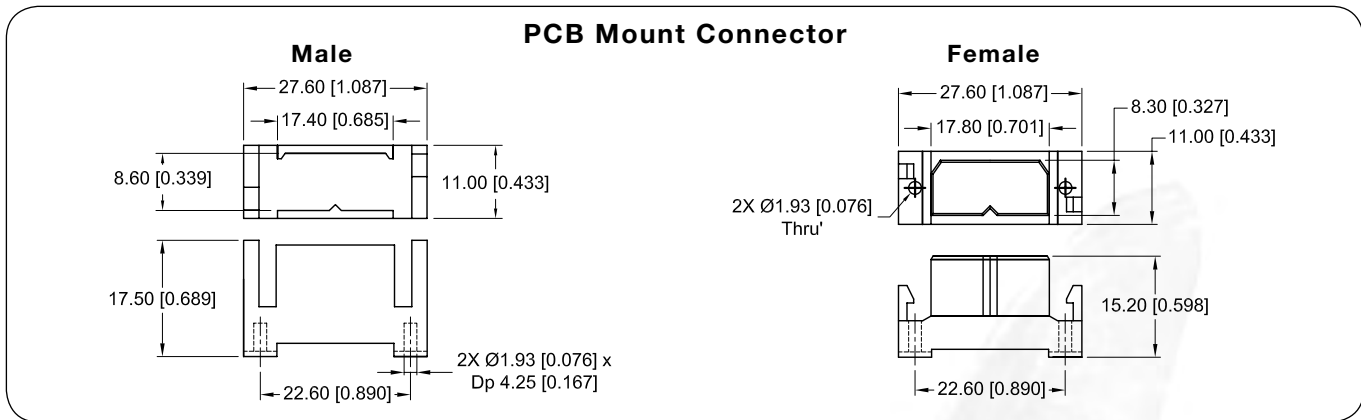 PCB Mount Connector
Male
27.60 [1.087]
17.40 [0.685]
8.60 [0.339]
11.00 [0.433]
17.50 [0.689]
2X Ø1.93 [0.076] x
Dp 4.25 [0.167]
22.60 [0.890]
Female
27.60 [1.087]
8.30 [0.327]
17.80 [0.701]
11.00 [0.433]
2X Ø1.93 [0.076]
Thru'
15.20 [0.598]
22.60 [0.890]